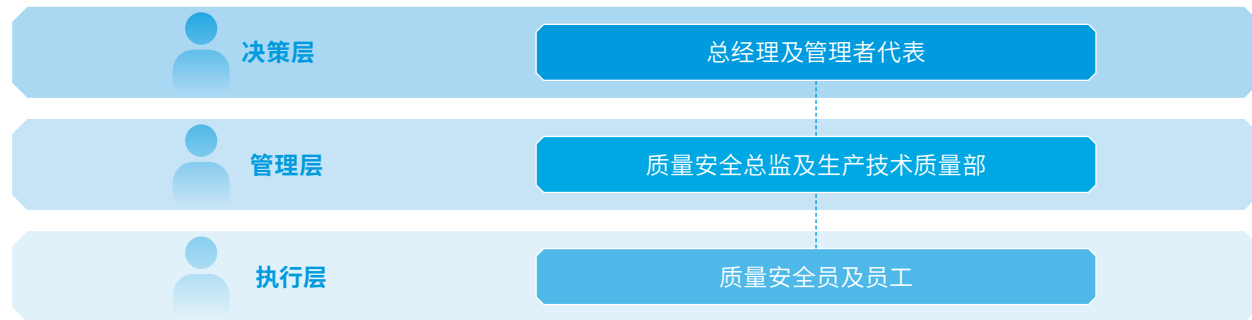 决策层
总经理及管理者代表
管理层
质量安全总监及生产技术质量部
执行层
质量安全员及员工